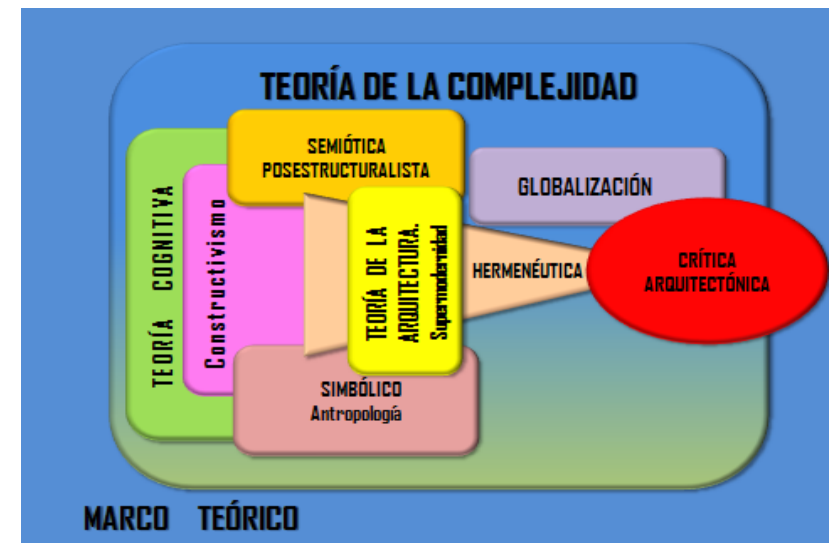 TEORÍA DE LA COMPLEJIDAD
SEMIÓTICA
POSESTRUCTURALISTA
GLOBALIZACIÓN
TEORÍA COGNITIVA
Constructivismo
TEORÍA DE LA
ARQUITECTURA.
Supermodernidad
HERMENÉUTICA
CRÍTICA
ARQUITECTÓNICA
SIMBÓLICO
Antropología
MARCO TEÓRICO